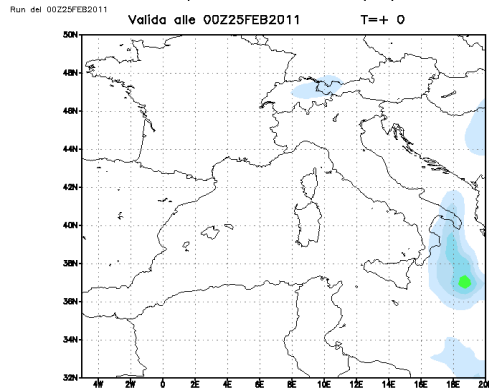 Run del 00Z25FEB2011
Valida alle 00Z25FEB2011 T=+ 0
50N
48N
46N
44N
42N
40N
38N
36N
34N
32N
4W 2W 0 2E 4E 6E 8E 10E 12E 14E 16E 18E